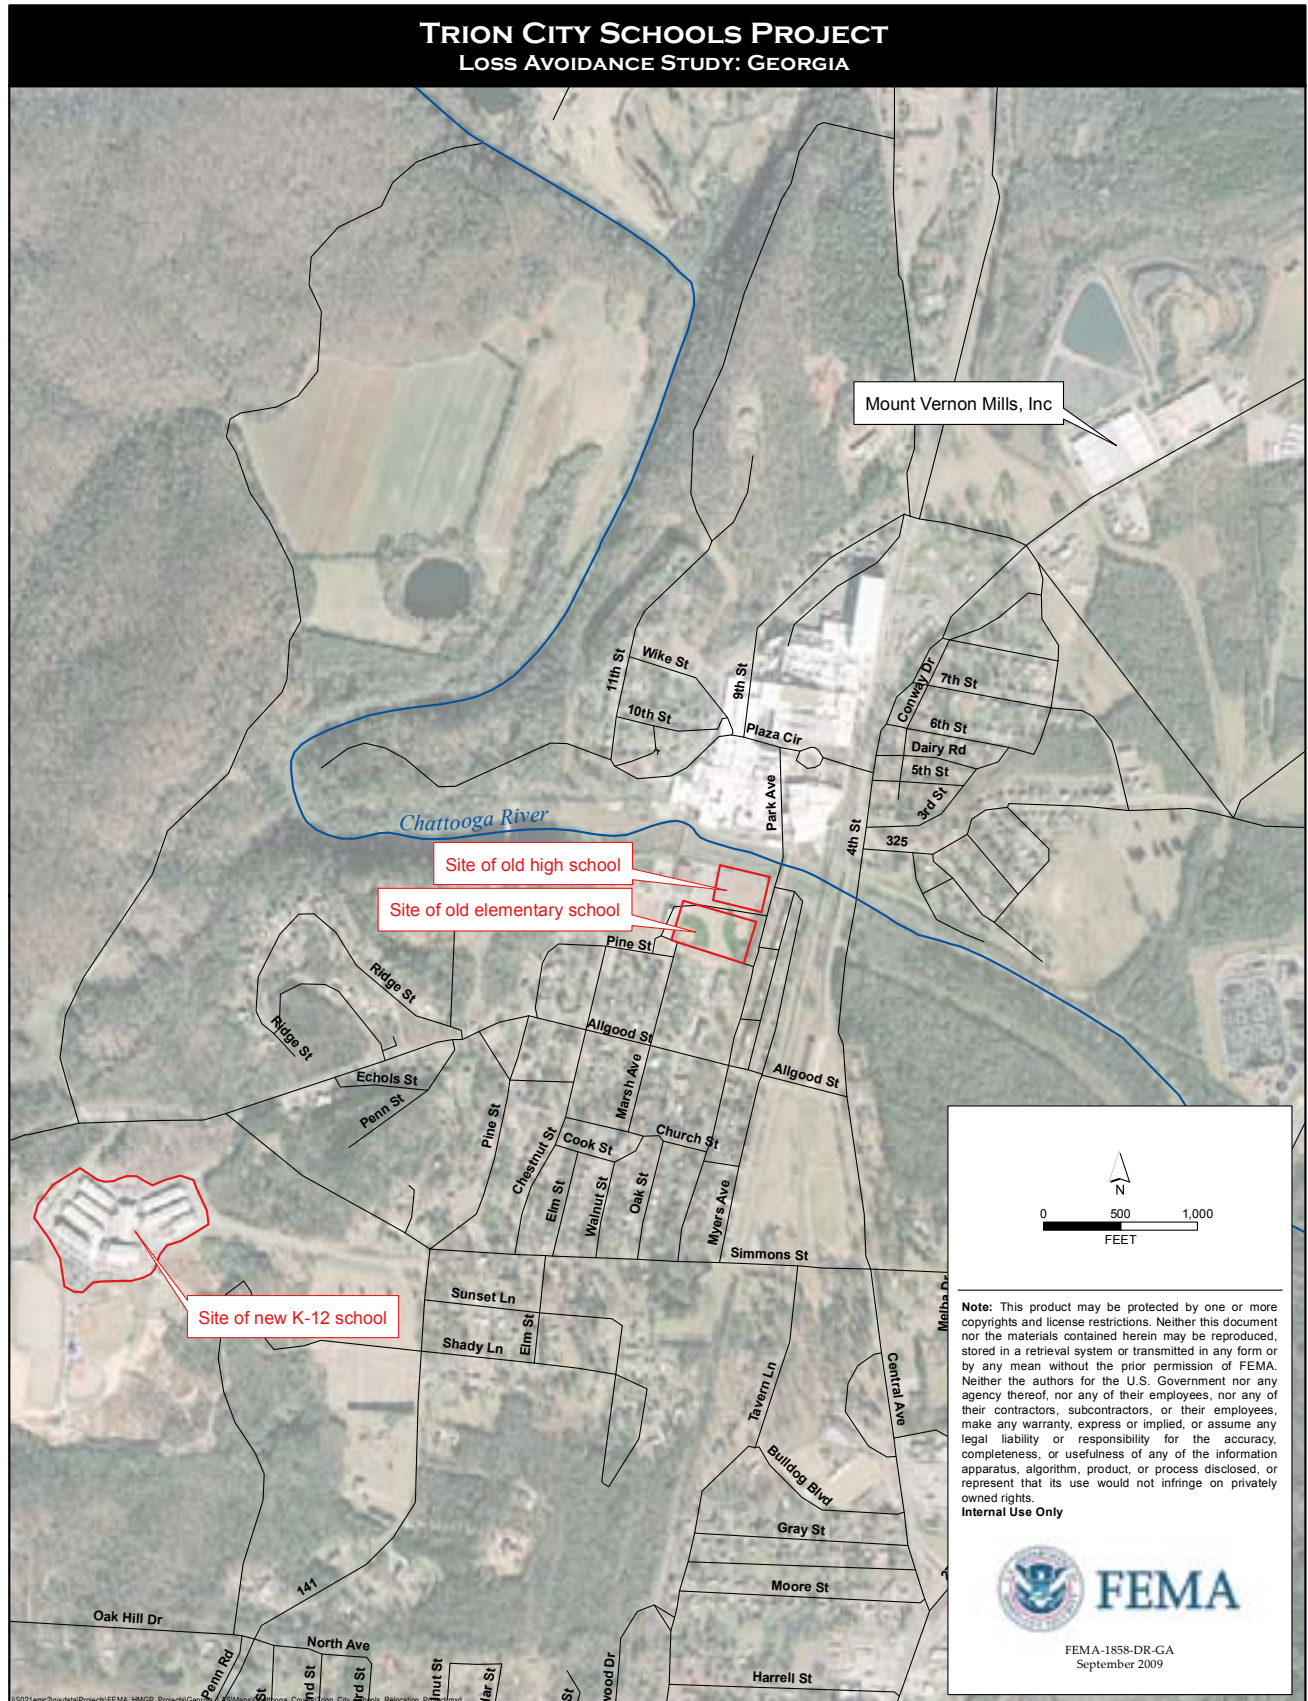 TRION CITY SCHOOLS PROJECT
LOSS AVOIDANCE STUDY: GEORGIA
Mount Vernon Mills, Inc
11th St
Wike St
9th St
10th St
Plaza Cir
Conway Dr
7th St
6th St
Dairy Rd
5th St
3rd St
Park Ave
4th St
325
Chattooga River
Site of old high school
Site of old elementary school
Pine St
Ridge St
Ridge St
Allgood St
Allgood St
Echols St
Penn St
Marsh Ave
Pine St
Chestnut St
Cook St
Church St
Elm St
Walnut St
Oak St
Myers Ave
Simmons St
Site of new K-12 school
Sunset Ln
Shady Ln
Elm St
Melba Dr
Tavern Ln
Central Ave
Bulldog Blvd
Gray St
Moore St
141
Oak Hill Dr
North Ave
Penn Rd
Harrell St
N
0 500 1,000
FEET
Note: This product may be protected by one or more
copyrights and license restrictions. Neither this document
nor the materials contained herein may be reproduced,
stored in a retrieval system or transmitted in any form or
by any mean without the prior permission of FEMA.
Neither the authors for the U.S. Government nor any
agency thereof, nor any of their employees, nor any of
their contractors, subcontractors, or their employees,
make any warranty, express or implied, or assume any
legal liability or responsibility for the accuracy,
completeness, or usefulness of any of the information
apparatus, algorithm, product, or process disclosed, or
represent that its use would not infringe on privately
owned rights.
Internal Use Only
FEMA
FEMA-1858-DR-GA
September 2009